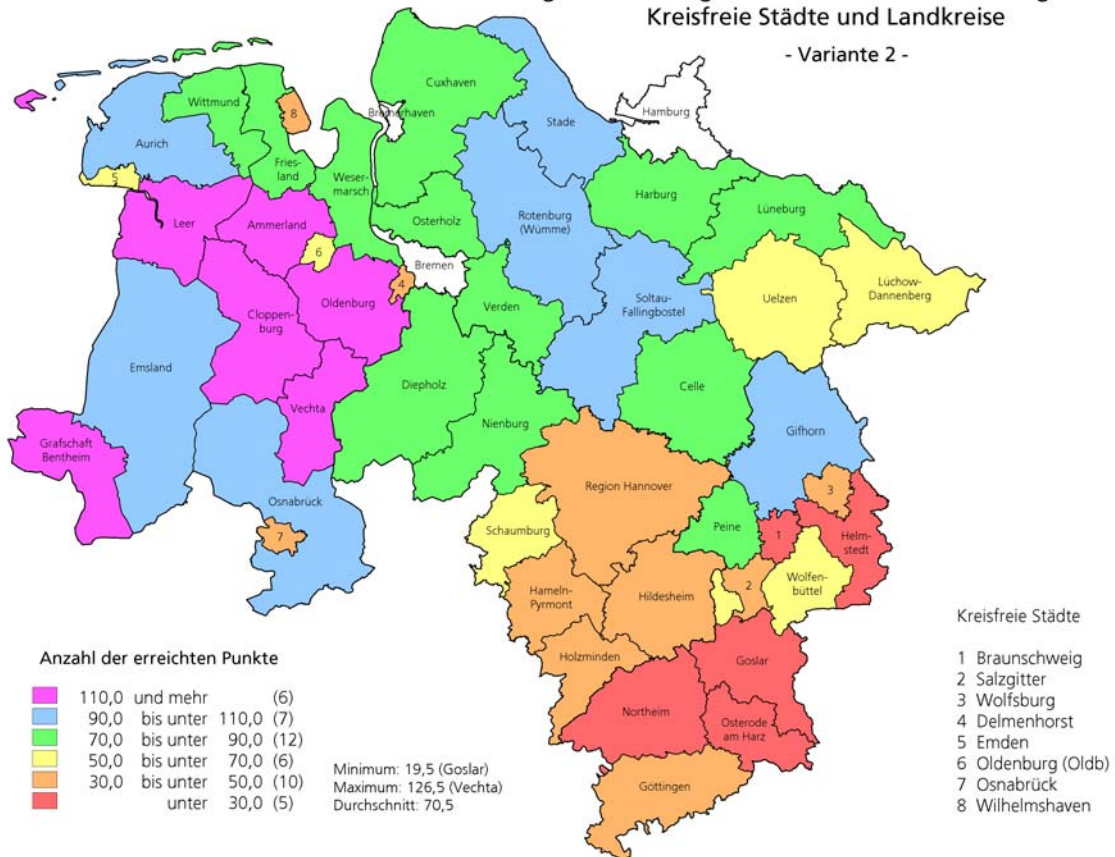 Kreisfreie Städte und Landkreise
- Variante 2 -
Cuxhaven
Wittmund
8
Bremerhaven
Stade
Hamburg
Aurich
Fries-
land
5
Weser-
marsch
Harburg
Lüneburg
Leer
Ammerland
Osterholz
Rotenburg
(Wümme)
6
Bremen
4
Oldenburg
Verden
Soltau-
Fallingbostel
Uelzen
Lüchow-
Dannenberg
Cloppen-
burg
Emsland
Diepholz
Celle
Vechta
Nienburg
Gifhorn
Grafschaft
Bentheim
Region Hannover
3
Osnabrück
7
Schaumburg
Peine
1
Helm-
stedt
Hameln-
Pyrmont
Hildesheim
2
Wolfen-
büttel
Holzminden
Goslar
Northeim
Osterode
am Harz
Göttingen
Anzahl der erreichten Punkte
110,0 und mehr (6)
90,0 bis unter 110,0 (7)
70,0 bis unter 90,0 (12)
50,0 bis unter 70,0 (6)
30,0 bis unter 50,0 (10)
unter 30,0 (5)
Minimum: 19,5 (Goslar)
Maximum: 126,5 (Vechta)
Durchschnitt: 70,5
Kreisfreie Städte
1 Braunschweig
2 Salzgitter
3 Wolfsburg
4 Delmenhorst
5 Emden
6 Oldenburg (Oldb)
7 Osnabrück
8 Wilhelmshaven